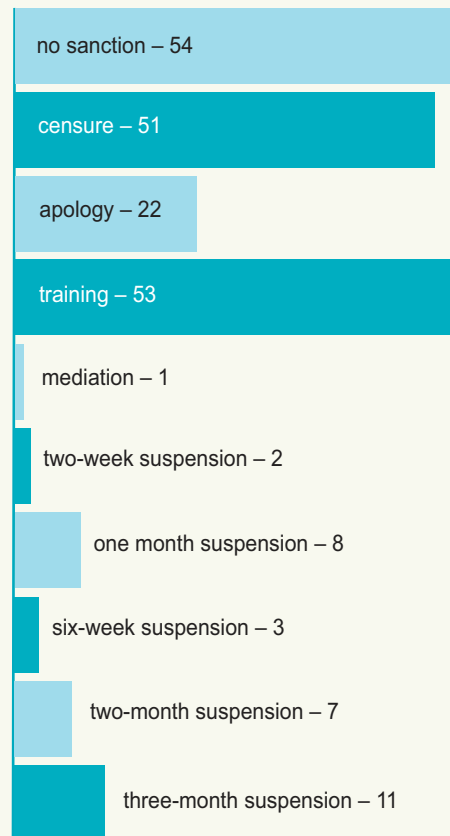 no sanction – 54
censure – 51
apology – 22
training – 53
mediation – 1
two-week suspension – 2
one month suspension – 8
six-week suspension – 3
two-month suspension – 7
three-month suspension – 11